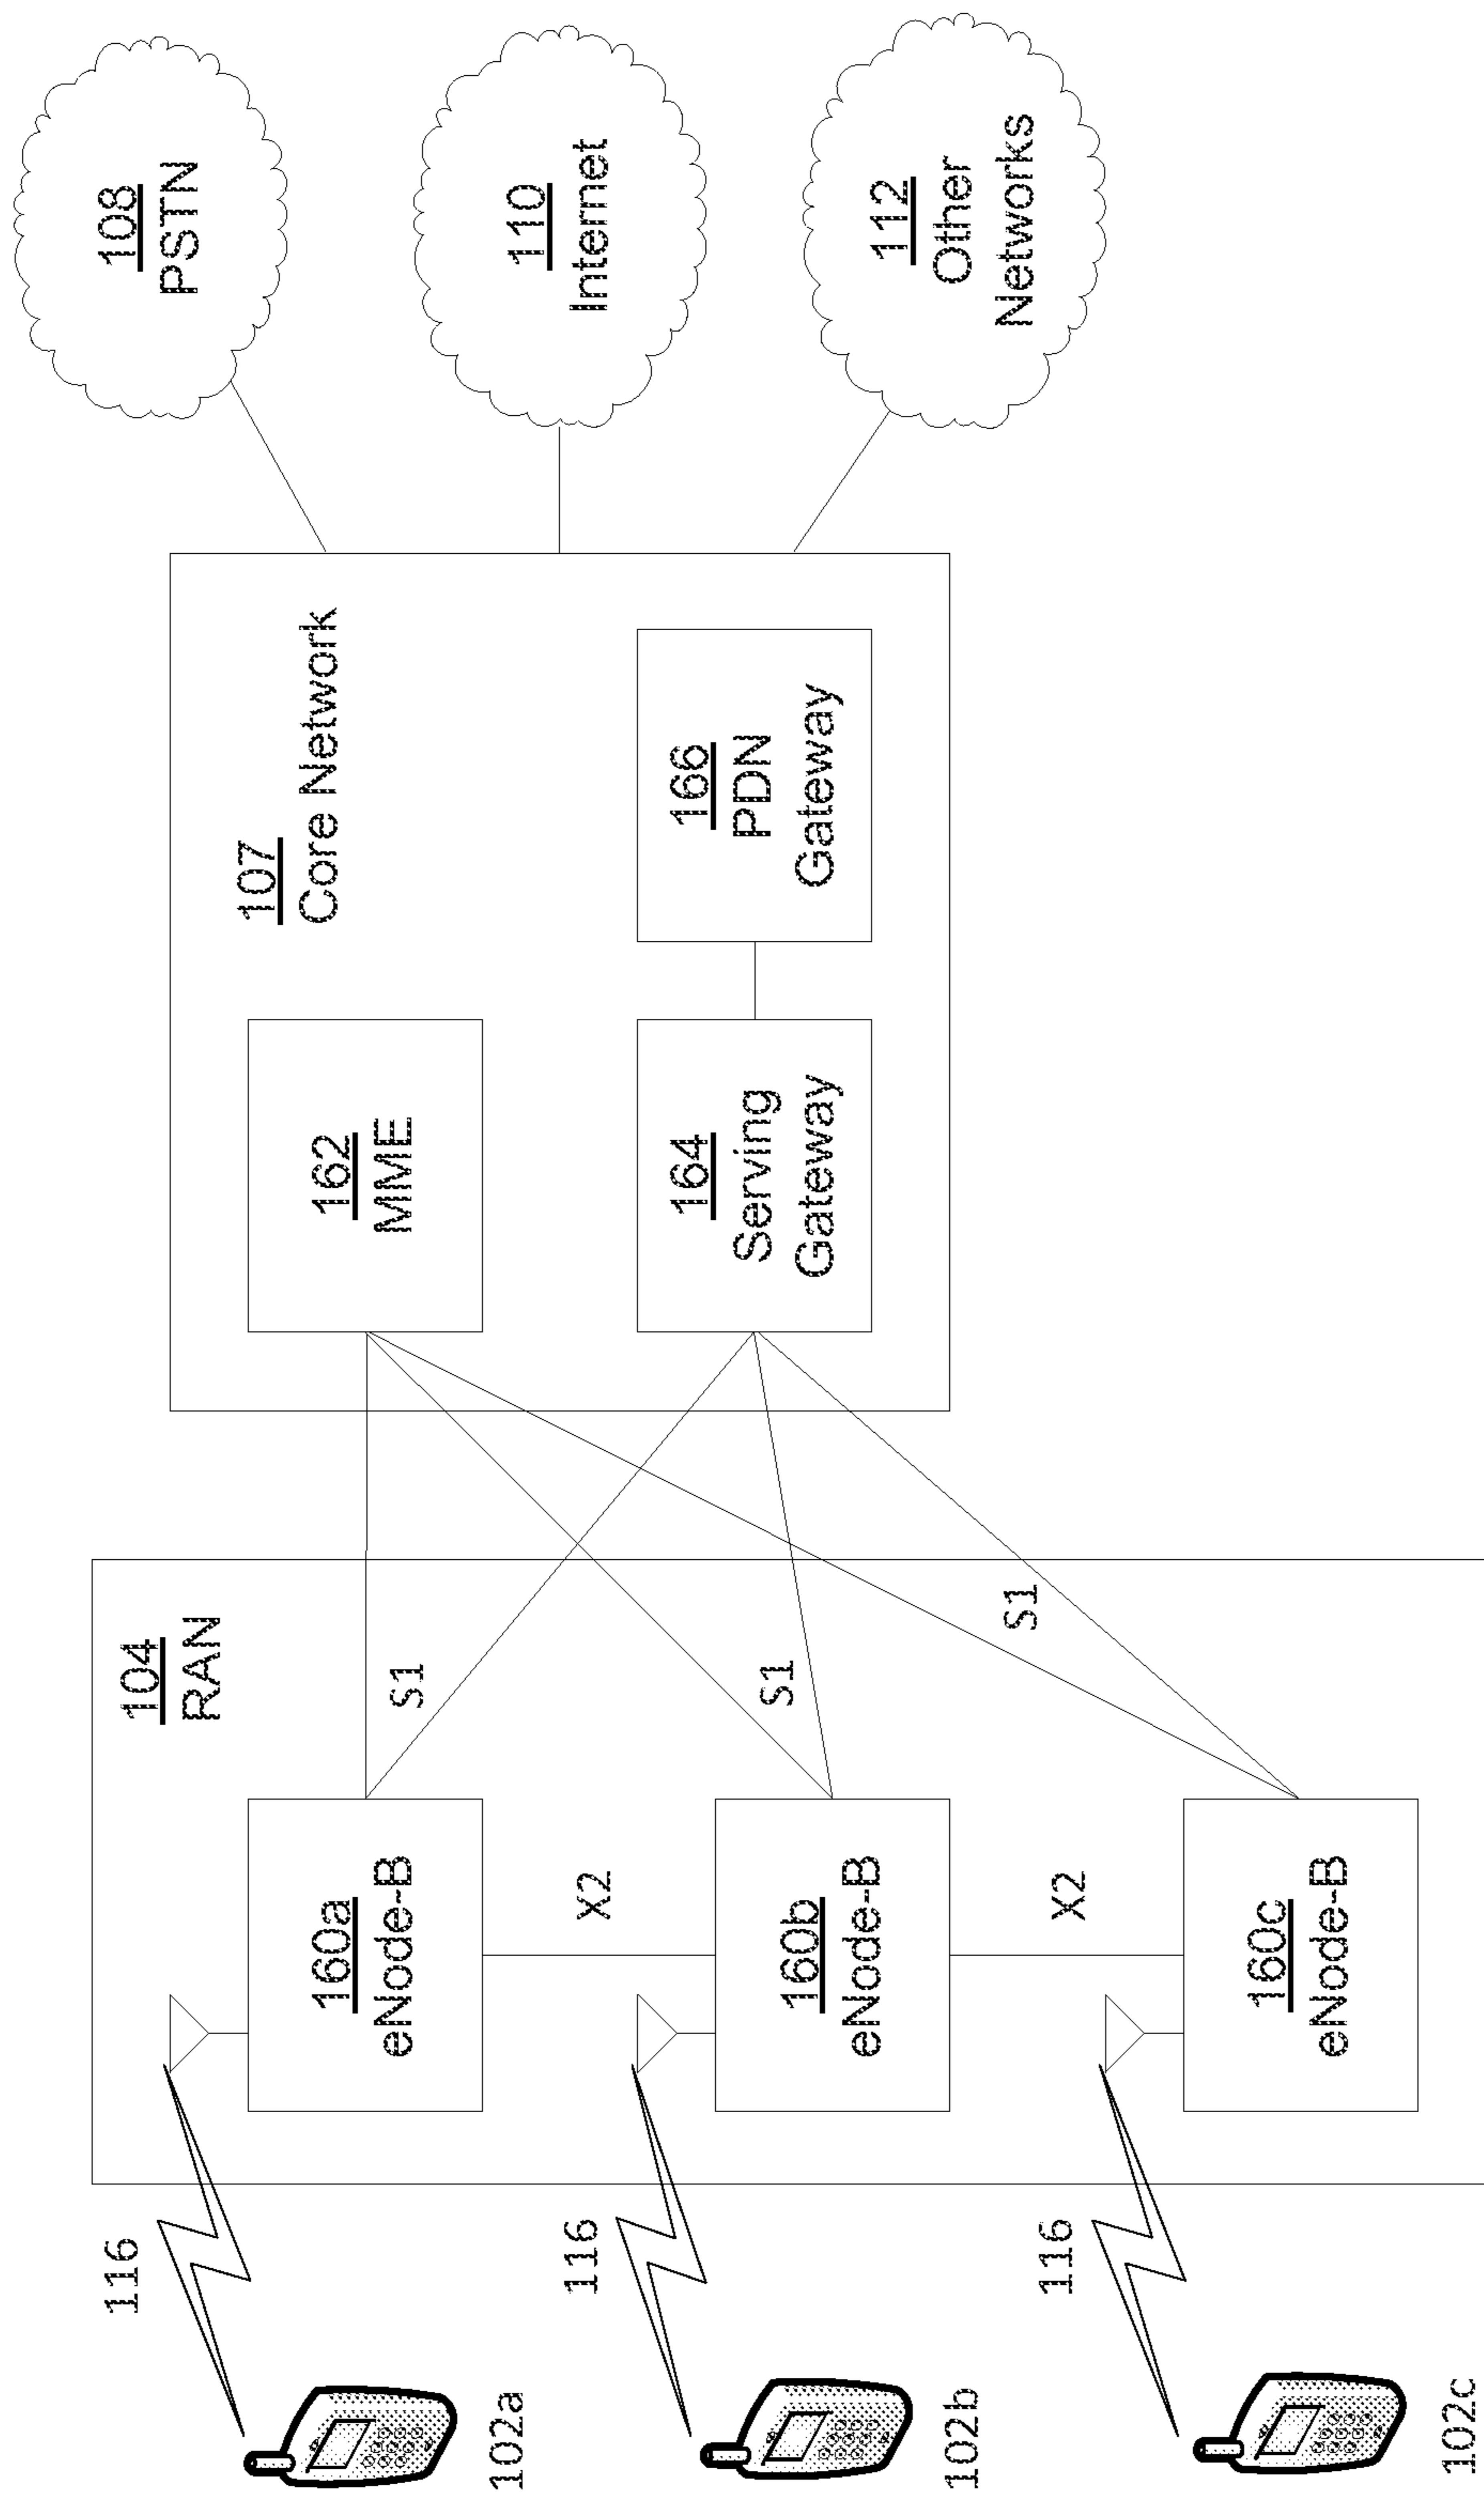 102a
116
104
RAN
160a
eNode-B
S1
X2
102b
116
160b
eNode-B
S1
X2
102c
116
160c
eNode-B
S1
107
Core Network
162
MME
164
Serving
Gateway
166
PDN
Gateway
108
PSTN
110
Internet
112
Other
Networks